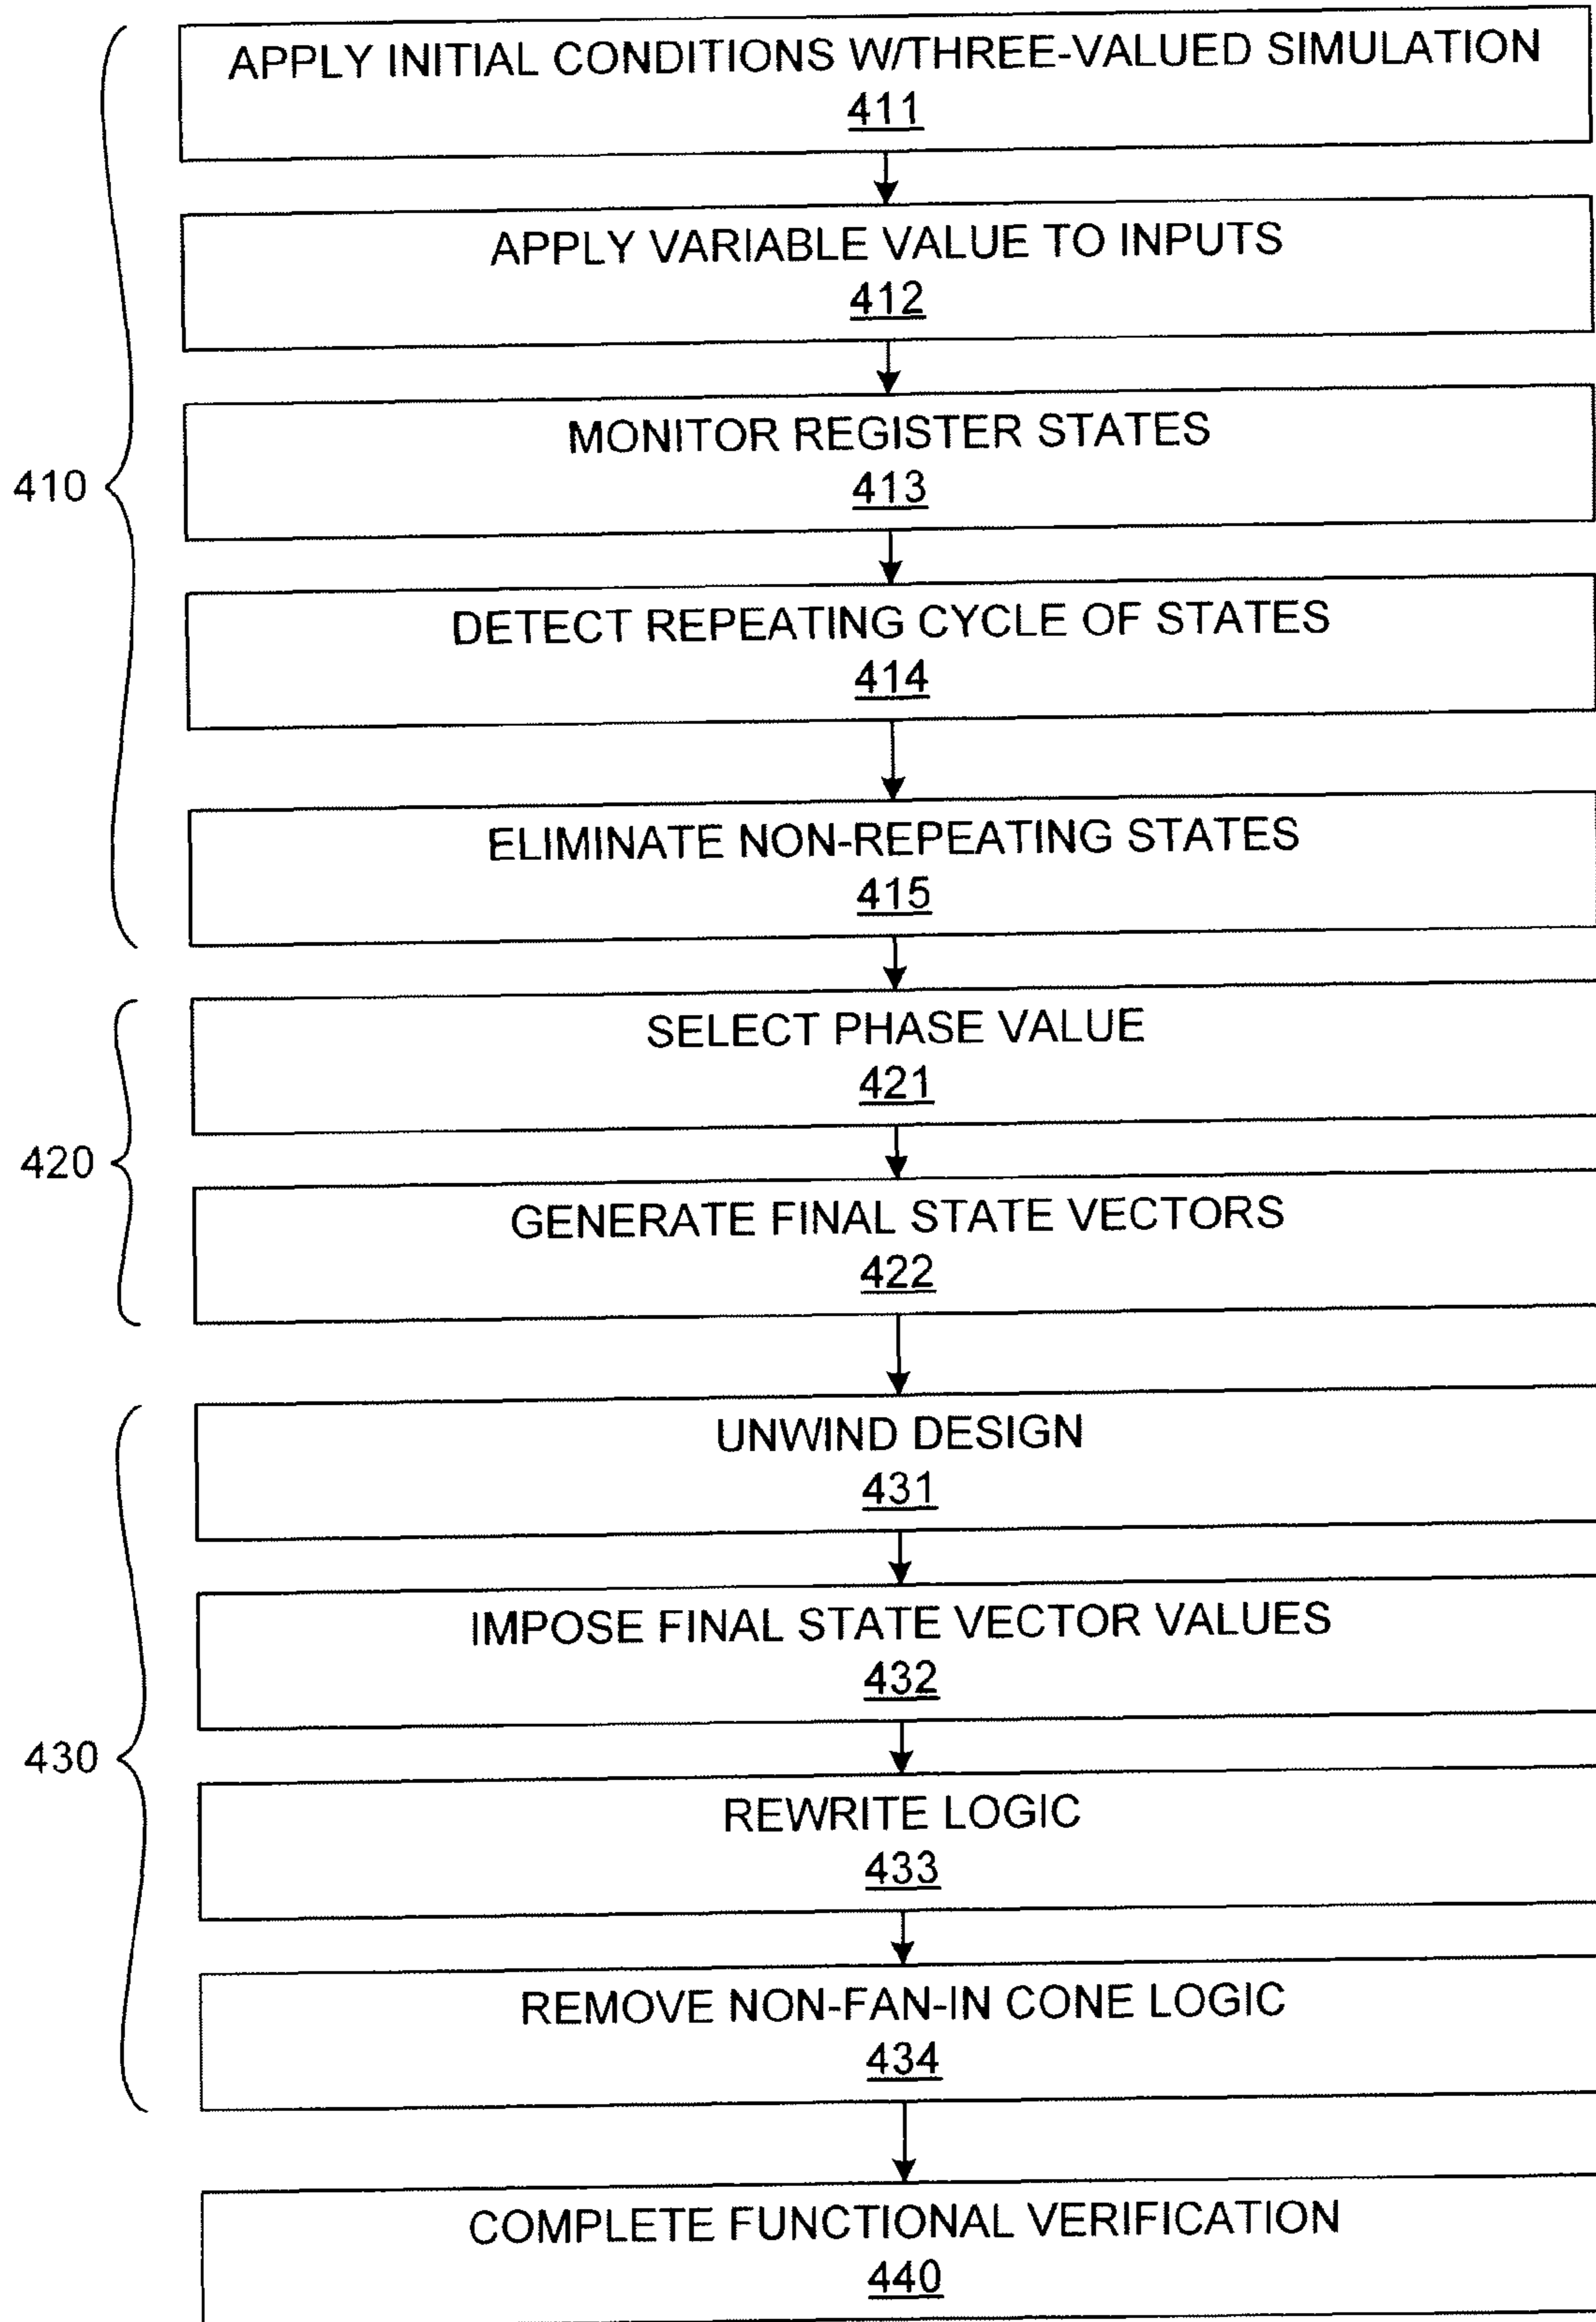 APPLY INITIAL CONDITIONS W/THREE-VALUED SIMULATION
411
APPLY VARIABLE VALUE TO INPUTS
412
MONITOR REGISTER STATES
413
410
DETECT REPEATING CYCLE OF STATES
414
ELIMINATE NON-REPEATING STATES
415
SELECT PHASE VALUE
421
420
GENERATE FINAL STATE VECTORS
422
UNWIND DESIGN
431
IMPOSE FINAL STATE VECTOR VALUES
432
430
REWRITE LOGIC
433
REMOVE NON-FAN-IN CONE LOGIC
434
COMPLETE FUNCTIONAL VERIFICATION
440